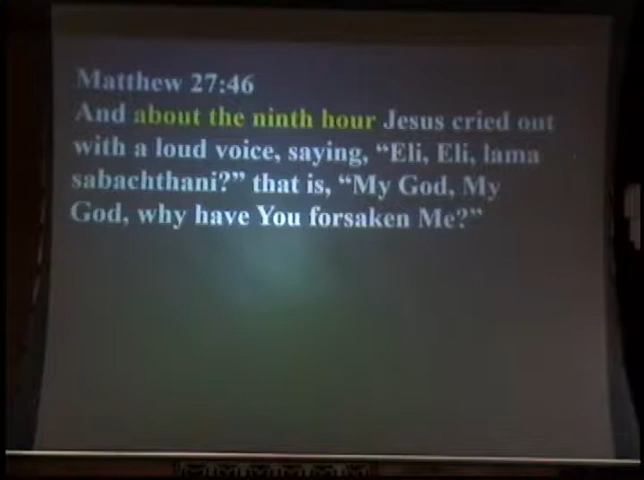 Matthew 27:46
And about the ninth hour Jesus cried out
with a loud voice, saying, “Eli, Eli, lama
sabachthani?” that is, “My God, My
God, why have You forsaken Me?”